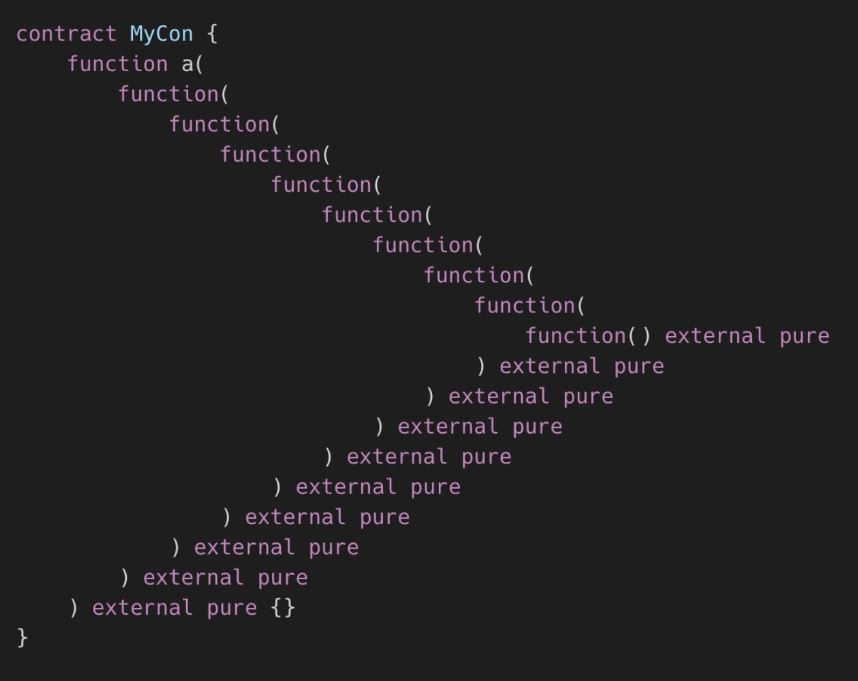 contract MyCon {
    function a(
        function(
            function(
                function(
                    function(
                        function(
                            function(
                                function(
                                    function(
                                        function() external pure
                                    ) external pure
                                ) external pure
                            ) external pure
                        ) external pure
                    ) external pure
                ) external pure
            ) external pure
        ) external pure
    ) external pure {}
}